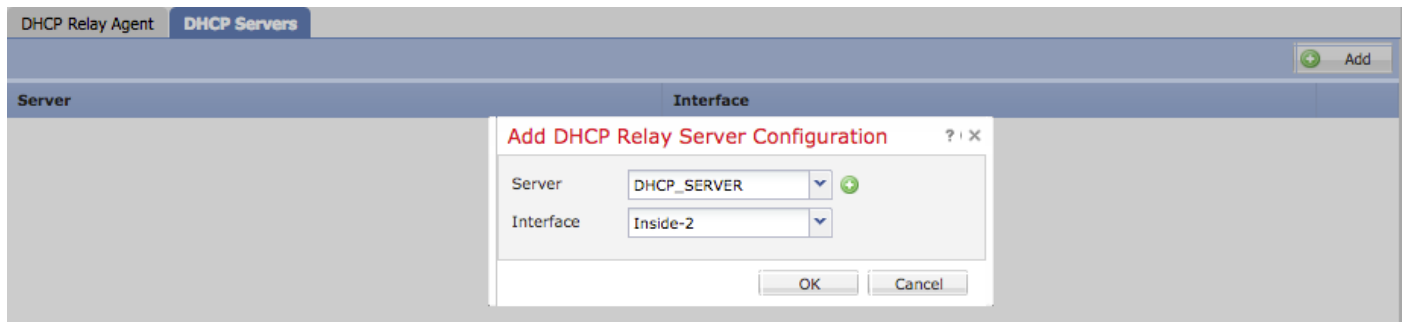 DHCP Relay Agent DHCP Servers
Add
Server Interface
Add DHCP Relay Server Configuration ?
Server DHCP_SERVER
Interface Inside-2
OK Cancel